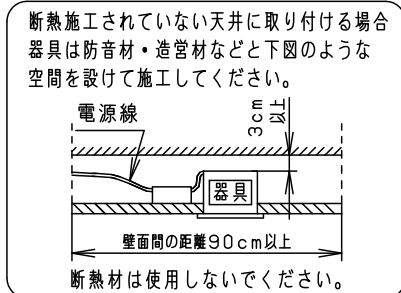 断熱施工されていない天井に取り付ける場合
器具は防音材・造営材などと下図のような
空間を設けて施工してください。
電源線
3cm
以上
器具
壁面間の距離90cm以上
断熱材は使用しないでください。